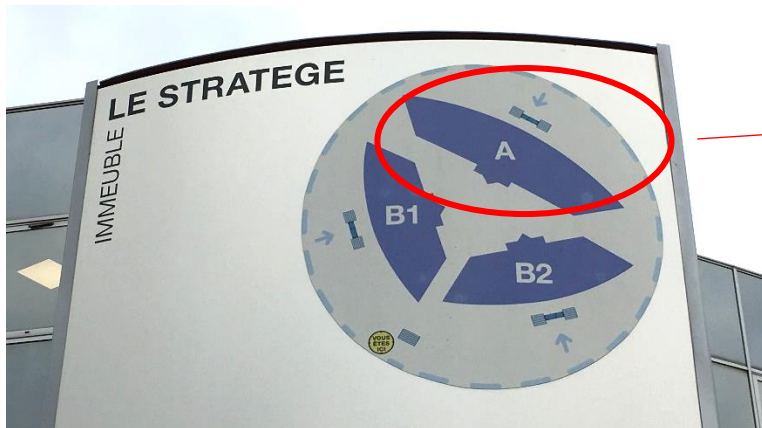 IMMEUBLE
LE STRATEGE
A
B1
B2
VOUS
ÊTES
ICI